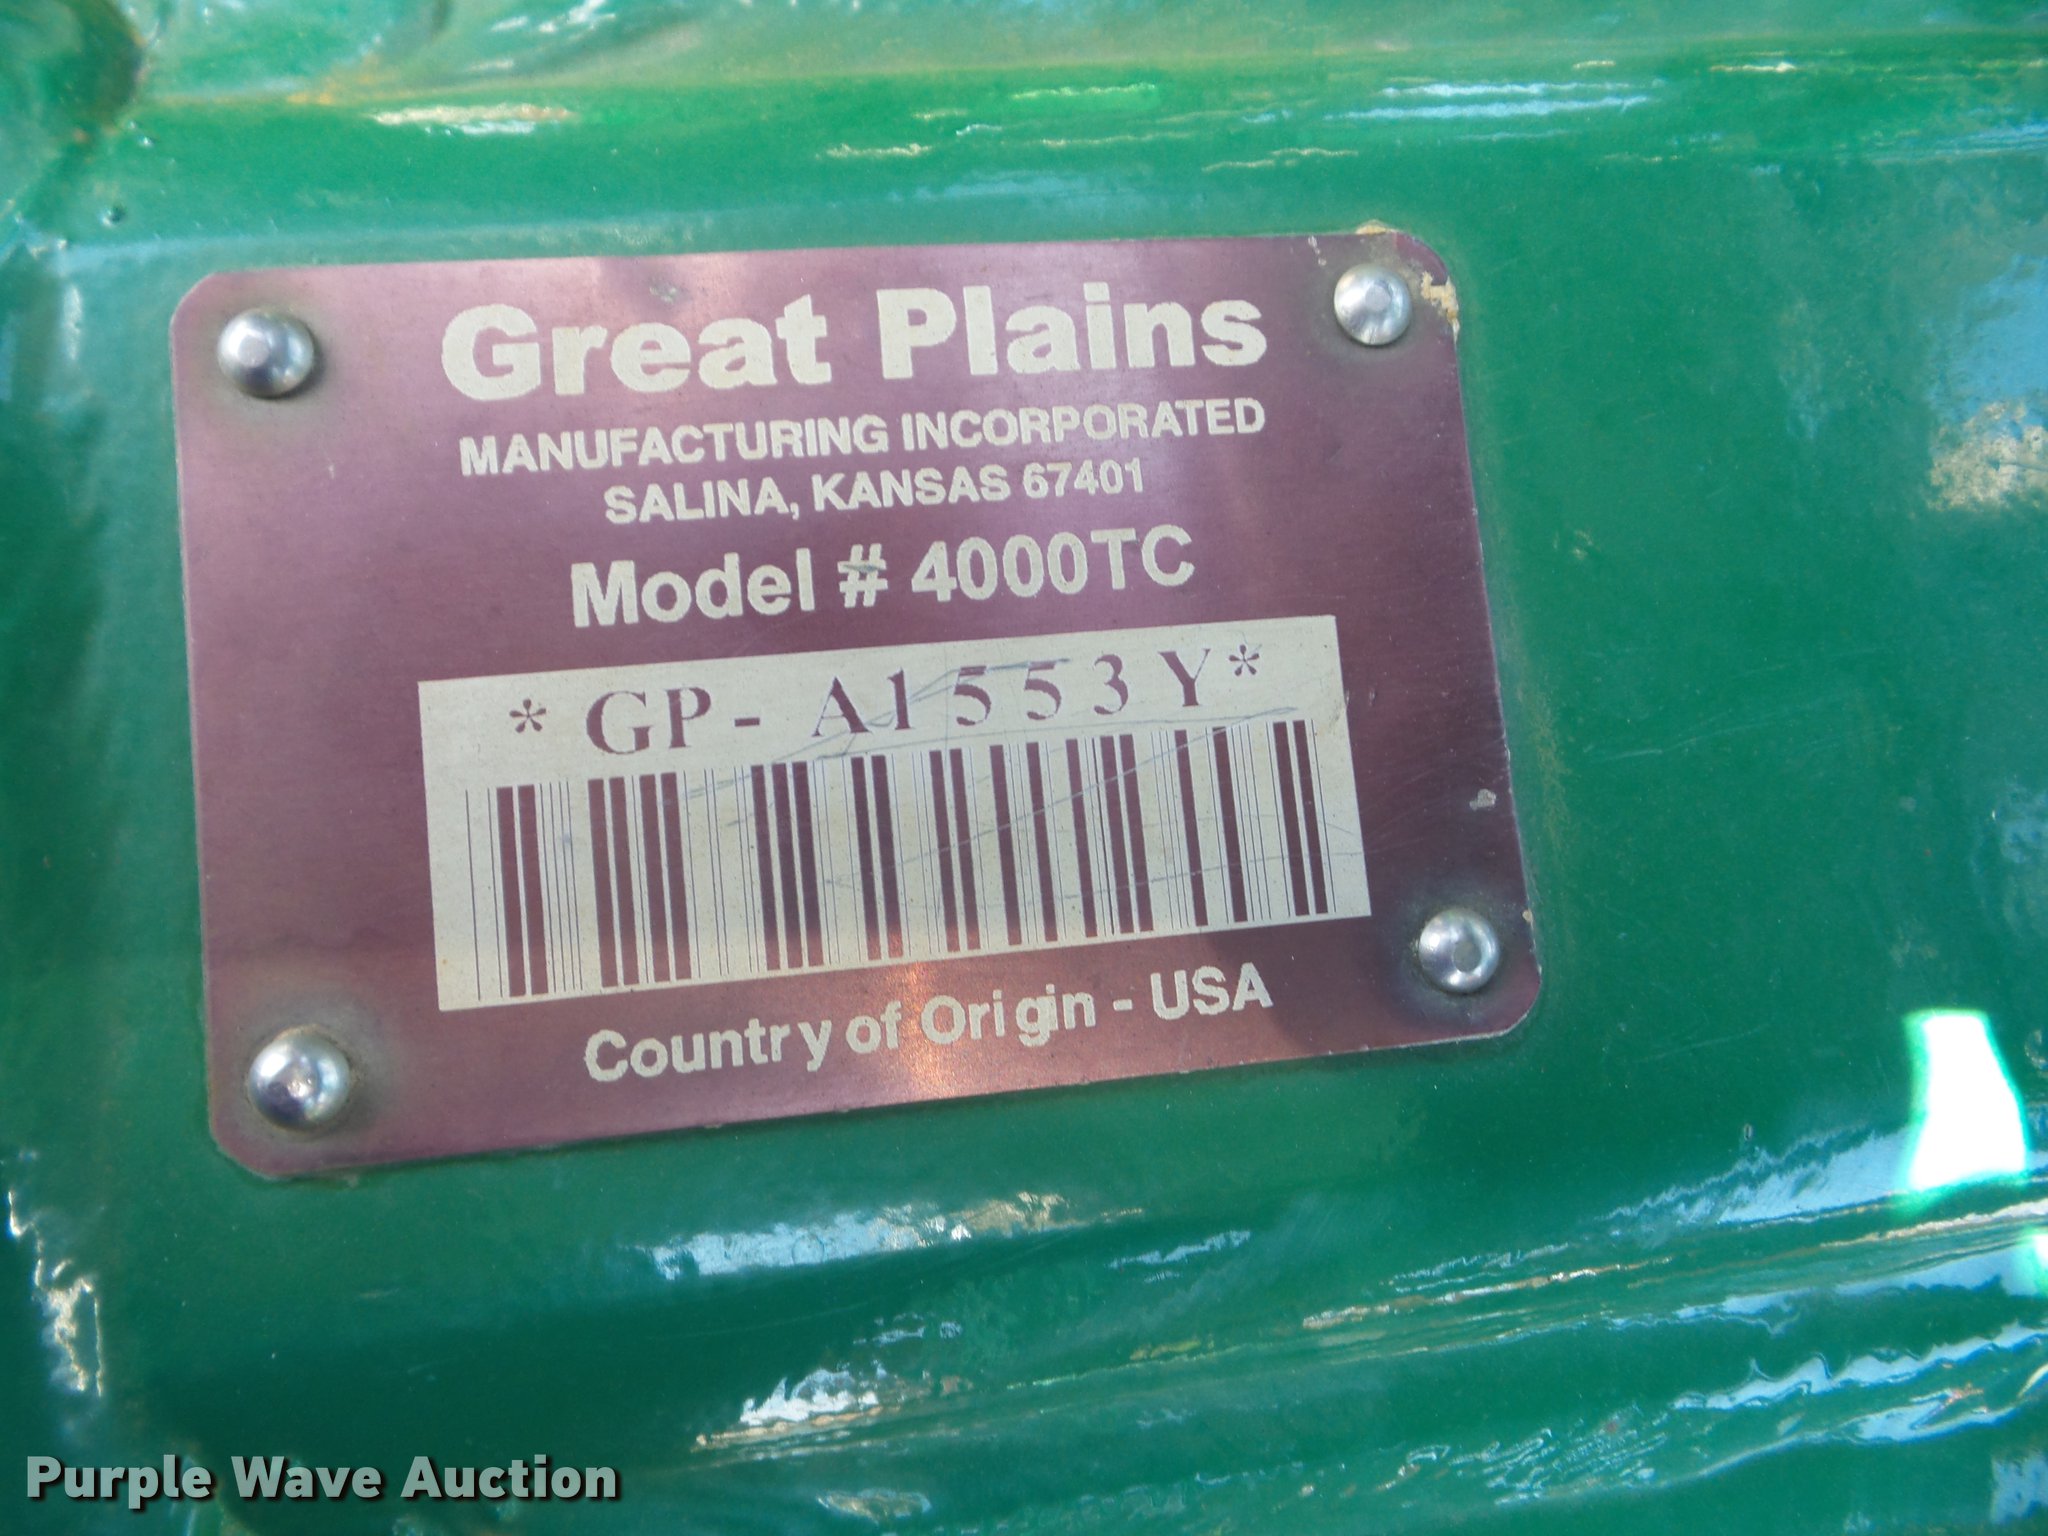 Great Plains
MANUFACTURING INCORPORATED
SALINA, KANSAS 67401
Model # 4000TC
*GP-A1553Y*
Country of Origin - USA
Purple Wave Auction